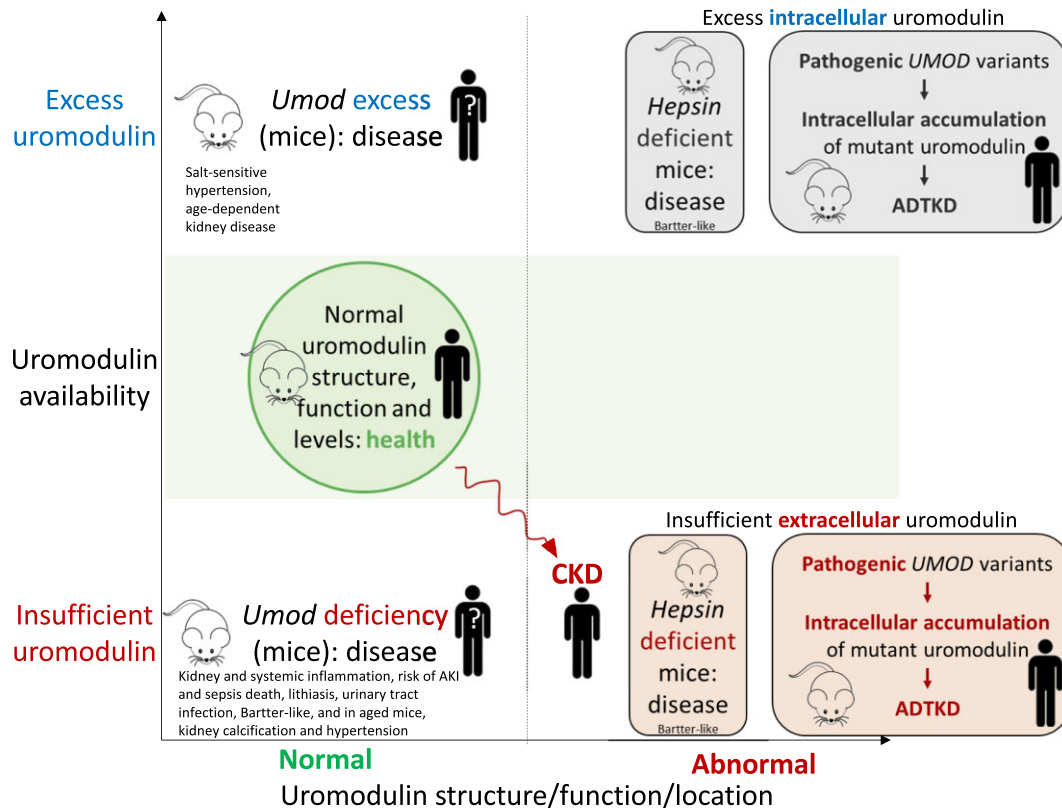 Excess intracellular uromodulin
Excess
uromodulin
Umod excess
(mice): disease
?
Salt-sensitive
hypertension,
age-dependent
kidney disease
Hepsin
deficient
mice:
disease
Bartter-like
Pathogenic UMOD variants
Intracellular accumulation
of mutant uromodulin
ADTKD
Uromodulin
availability
Normal
uromodulin
structure,
function and
levels: health
CKD
Insufficient extracellular uromodulin
Insufficient
uromodulin
Umod deficiency
(mice): disease
?
Kidney and systemic inflammation, risk of AKI
and sepsis death, lithiasis, urinary tract
infection, Bartter-like, and in aged mice,
kidney calcification and hypertension
Hepsin
deficient
mice:
disease
Bartter-like
Pathogenic UMOD variants
Intracellular accumulation
of mutant uromodulin
ADTKD
Normal
Abnormal
Uromodulin structure/function/location